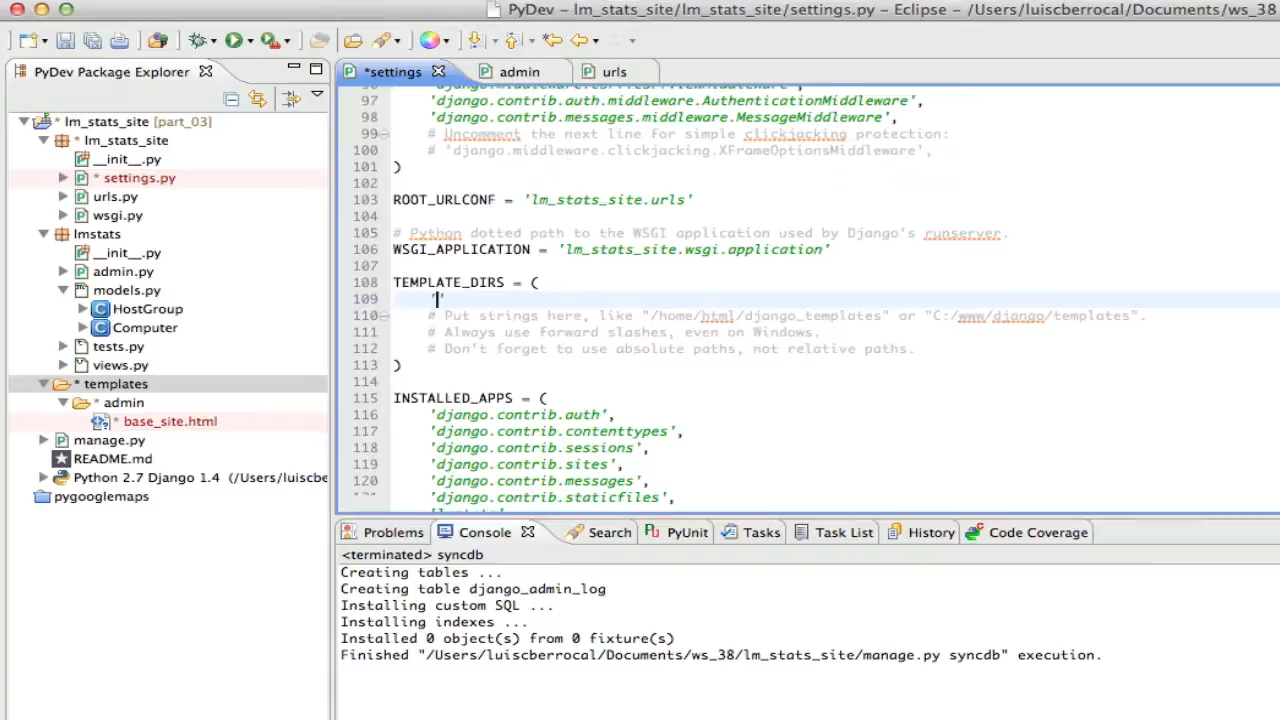 PyDev – lm_stats_site/lm_stats_site/settings.py – Eclipse – /Users/luiscberrocal/Documents/ws_38
PyDev Package Explorer
*settings
admin
urls
* lm_stats_site [part_03]
* lm_stats_site
__init__.py
* settings.py
urls.py
wsgi.py
lmstats
__init__.py
admin.py
models.py
HostGroup
Computer
tests.py
views.py
* templates
* admin
* base_site.html
manage.py
README.md
Python 2.7 Django 1.4 (/Users/luiscbe
pygooglemaps
97 'django.contrib.auth.middleware.AuthenticationMiddleware',
98 'django.contrib.messages.middleware.MessageMiddleware',
99 # Uncomment the next line for simple clickjacking protection:
100 # 'django.middleware.clickjacking.XFrameOptionsMiddleware',
101 )
102
103 ROOT_URLCONF = 'lm_stats_site.urls'
104
105 # Python dotted path to the WSGI application used by Django's runserver.
106 WSGI_APPLICATION = 'lm_stats_site.wsgi.application'
107
108 TEMPLATE_DIRS = (
109 ''
110 # Put strings here, like "/home/html/django_templates" or "C:/www/django/templates".
111 # Always use forward slashes, even on Windows.
112 # Don't forget to use absolute paths, not relative paths.
113 )
114
115 INSTALLED_APPS = (
116 'django.contrib.auth',
117 'django.contrib.contenttypes',
118 'django.contrib.sessions',
119 'django.contrib.sites',
120 'django.contrib.messages',
'django.contrib.staticfiles',
Problems
Console
Search
PyUnit
Tasks
Task List
History
Code Coverage
<terminated> syncdb
Creating tables ...
Creating table django_admin_log
Installing custom SQL ...
Installing indexes ...
Installed 0 object(s) from 0 fixture(s)
Finished "/Users/luiscberrocal/Documents/ws_38/lm_stats_site/manage.py syncdb" execution.